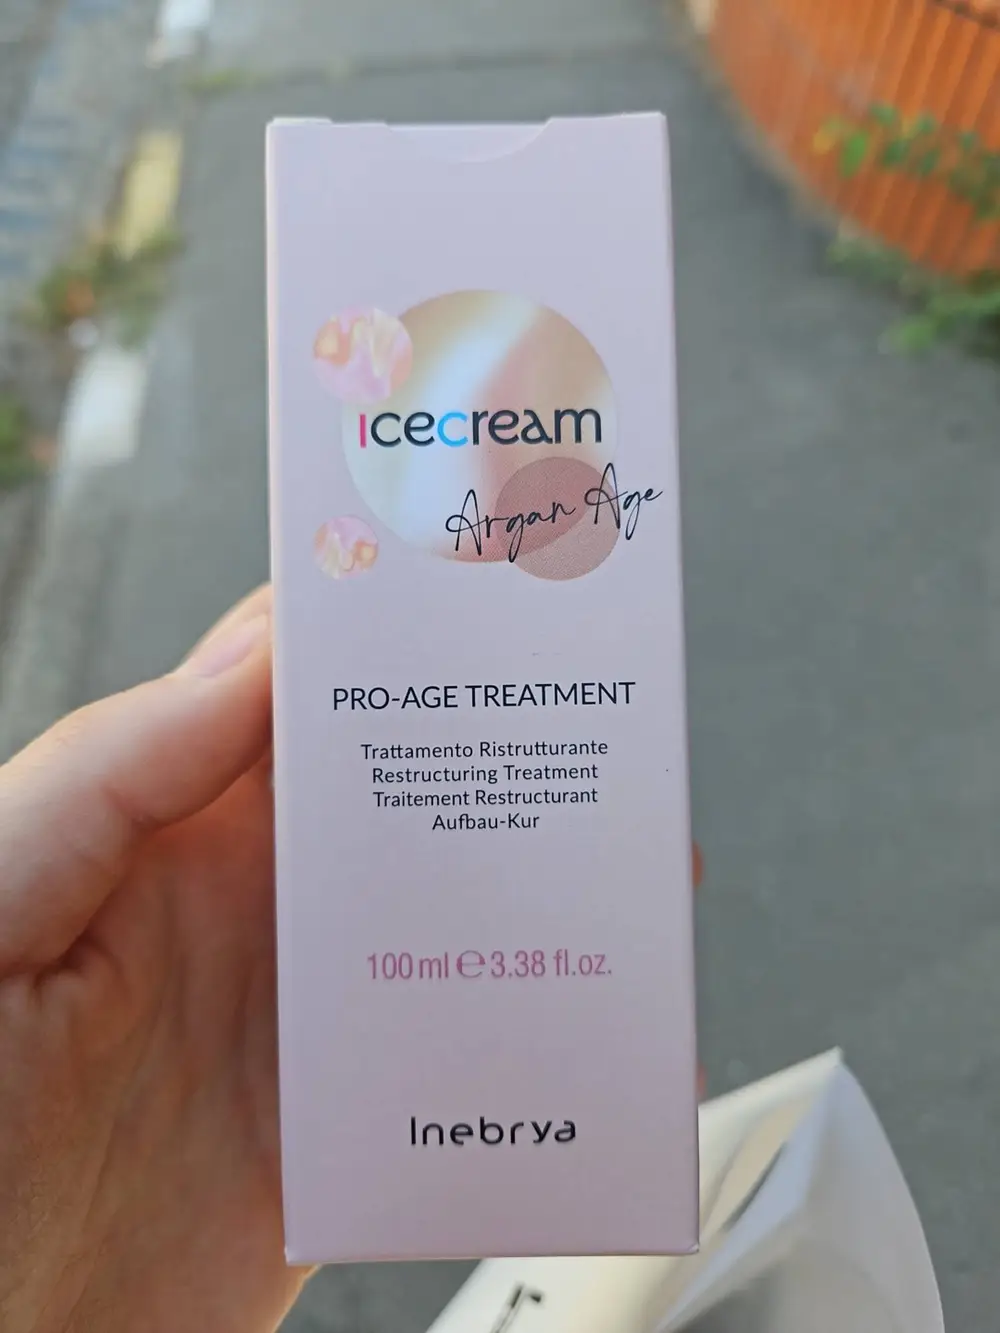 icecream
Argan Age
PRO-AGE TREATMENT
Trattamento Ristrutturante
Restructuring Treatment
Traitement Restructurant
Aufbau-Kur
100 ml ℮ 3.38 fl.oz.
Inebrya